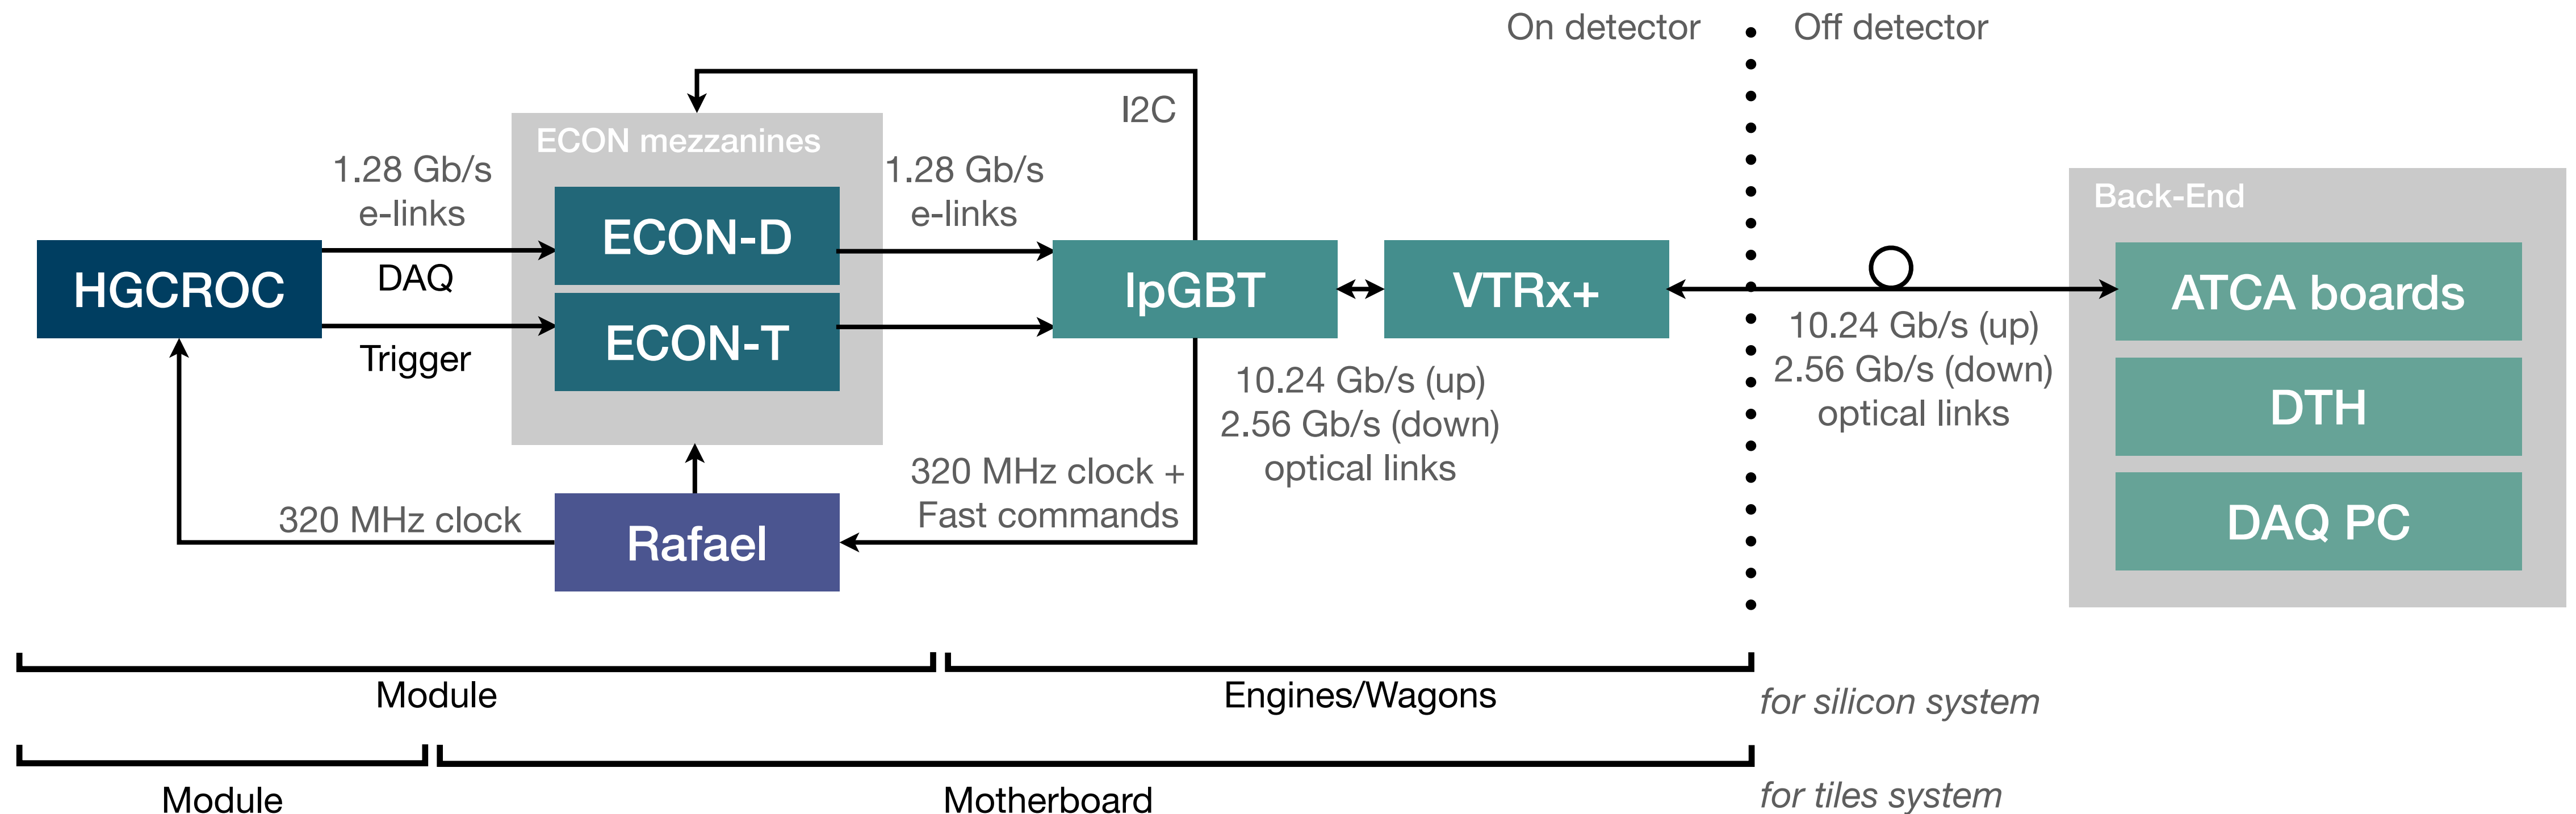 On detector
Off detector
I2C
ECON mezzanines
1.28 Gb/s
e-links
1.28 Gb/s
e-links
Back-End
HGCROC
DAQ
Trigger
ECON-D
ECON-T
lpGBT
VTRx+
ATCA boards
DTH
DAQ PC
10.24 Gb/s (up)
2.56 Gb/s (down)
optical links
10.24 Gb/s (up)
2.56 Gb/s (down)
optical links
320 MHz clock +
Fast commands
320 MHz clock
Rafael
Module
Engines/Wagons
for silicon system
Module
Motherboard
for tiles system